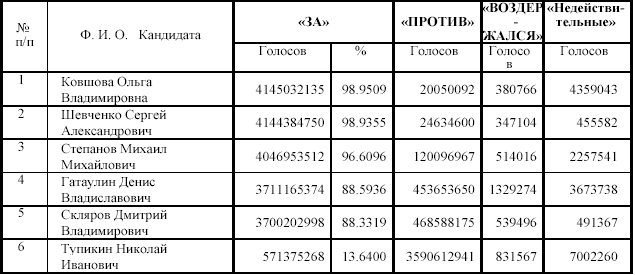 № п/п Ф. И. О. Кандидата «ЗА» «ПРОТИВ» «ВОЗДЕР-ЖАЛСЯ» «Недействи-тельные»
Голосов % Голосов Голосов Голосов
1 Ковшова Ольга Владимировна 4145032135 98.9509 20050092 380766 4359043
2 Шевченко Сергей Александрович 4144384750 98.9355 24634600 347104 455582
3 Степанов Михаил Михайлович 4046953512 96.6096 120096967 514016 2257541
4 Гатаулин Денис Владиславович 3711165374 88.5936 453653650 1329274 3673738
5 Скляров Дмитрий Владимирович 3700202998 88.3319 468588175 539496 491367
6 Тупикин Николай Иванович 571375268 13.6400 3590612941 831567 7002260